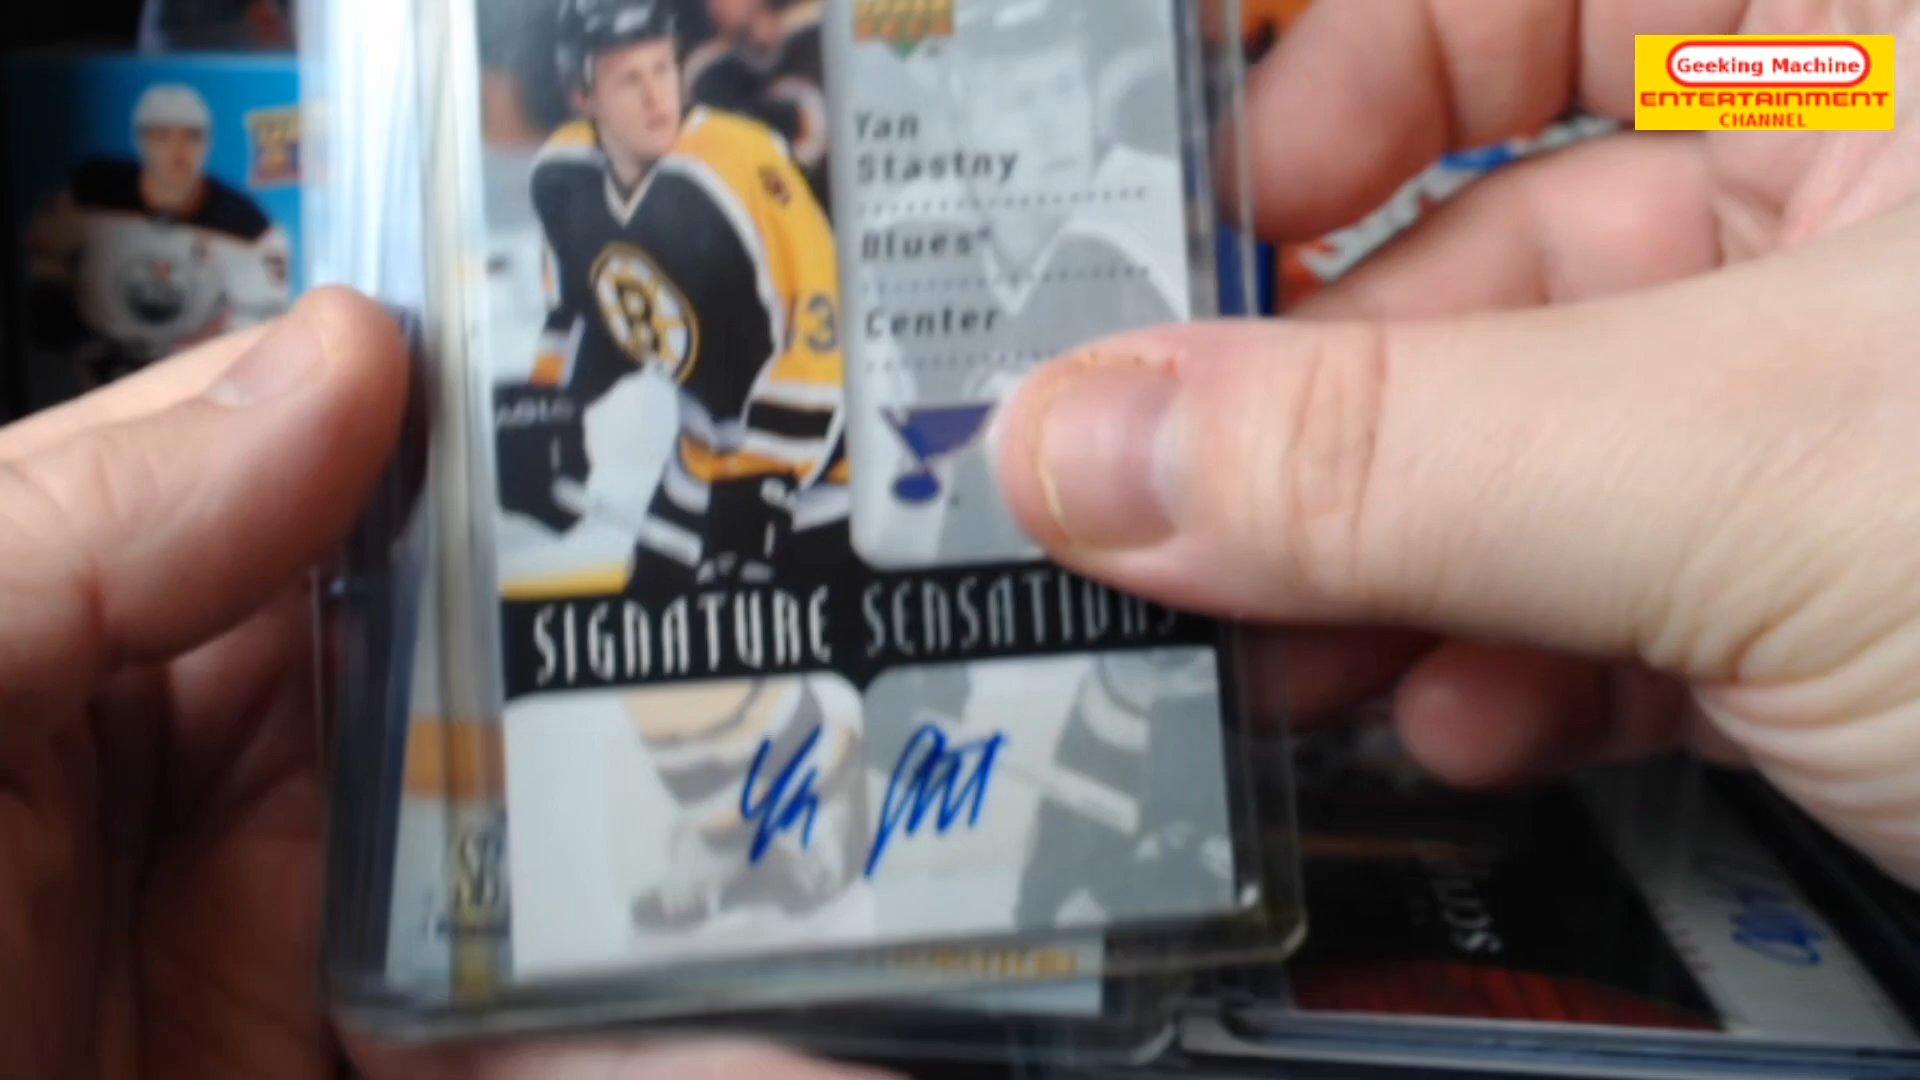 Geeking Machine
ENTERTAINMENT
CHANNEL
Yan
Stastny
Blues
Center
SIGNATURE SENSATIONS